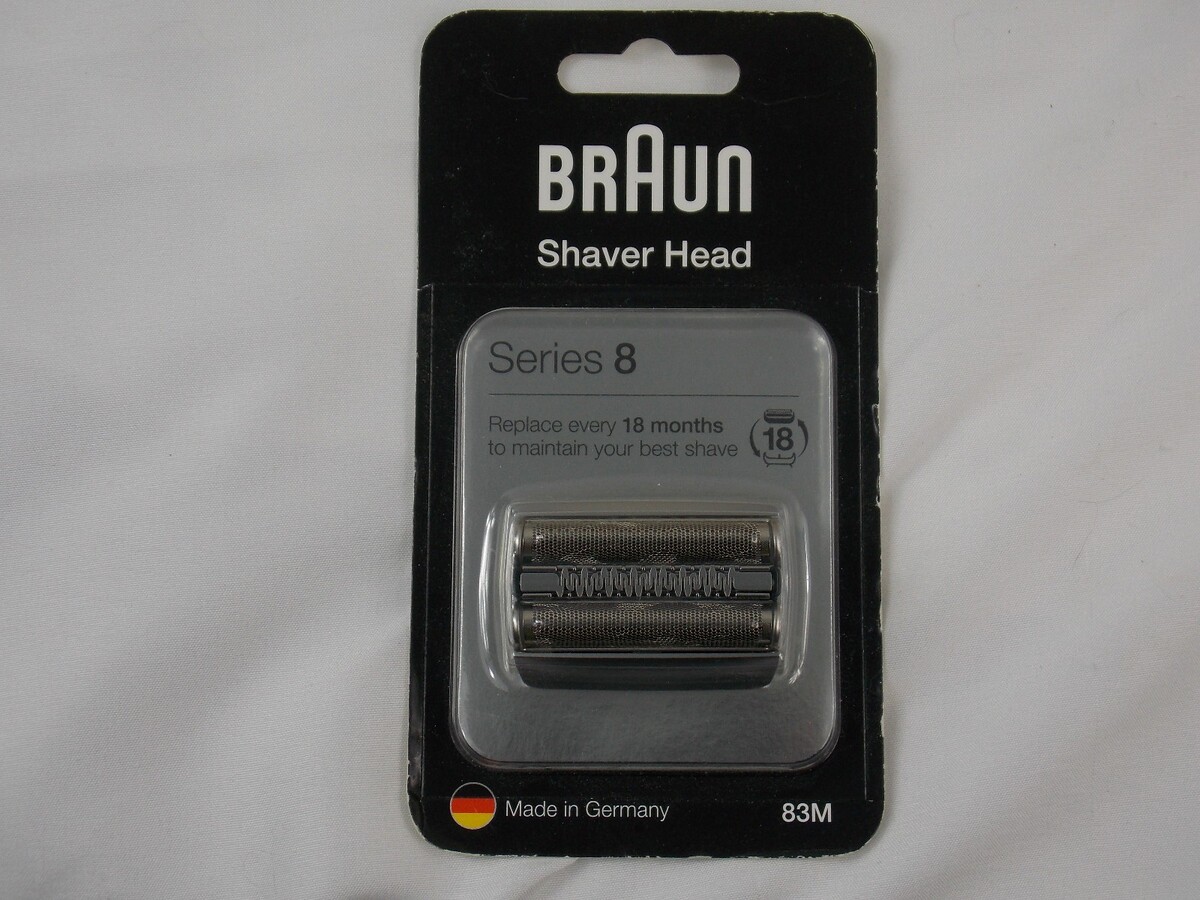 BRAUN
Shaver Head
Series 8
Replace every 18 months
to maintain your best shave
18
Made in Germany
83M